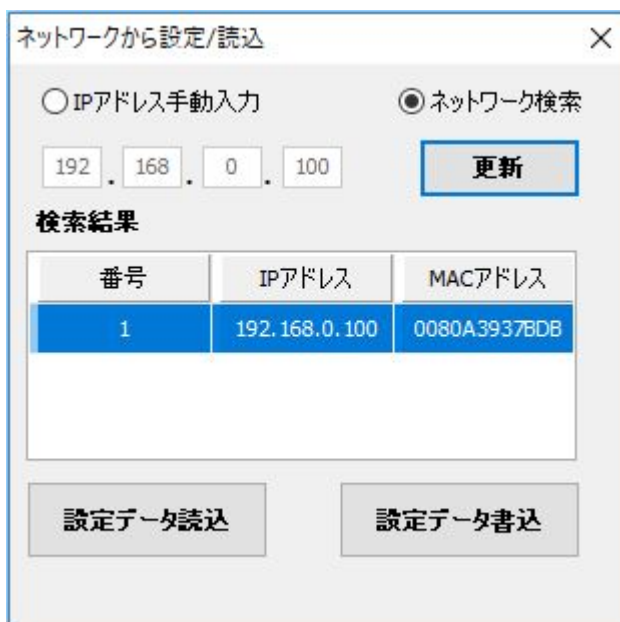 ネットワークから設定/読込
IPアドレス手動入力 ネットワーク検索
192 . 168 . 0 . 100 更新
検索結果
番号 IPアドレス MACアドレス
1 192.168.0.100 0080A3937BDB
設定データ読込 設定データ書込